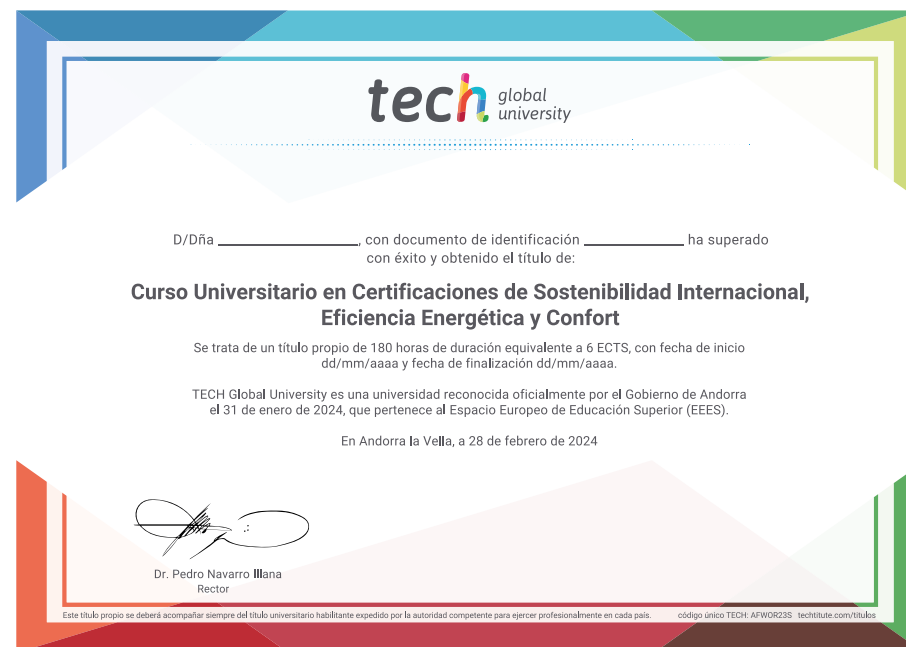 tech global university
D/Dña ____________________, con documento de identificación ______________ ha superado
con éxito y obtenido el título de:
Curso Universitario en Certificaciones de Sostenibilidad Internacional,
Eficiencia Energética y Confort
Se trata de un título propio de 180 horas de duración equivalente a 6 ECTS, con fecha de inicio
dd/mm/aaaa y fecha de finalización dd/mm/aaaa.
TECH Global University es una universidad reconocida oficialmente por el Gobierno de Andorra
el 31 de enero de 2024, que pertenece al Espacio Europeo de Educación Superior (EEES).
En Andorra la Vella, a 28 de febrero de 2024
Dr. Pedro Navarro Illana
Rector
Este título propio se deberá acompañar siempre del título universitario habilitante expedido por la autoridad competente para ejercer profesionalmente en cada país. código único TECH: AFWOR23S techtitute.com/titulos